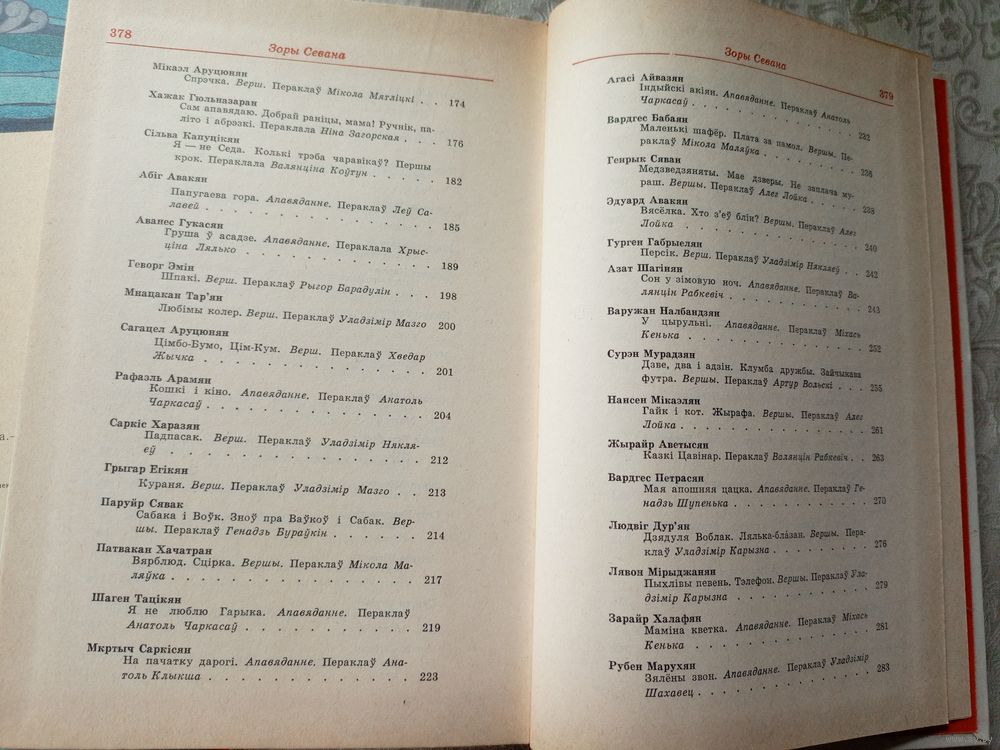 378
Зоры Севана
Мікаэл Аруцюнян
Спрэчка. Верш. Пераклаў Мікола Мятліцкі . . 174
Хажак Гюльназаран
Сам апавядаю. Добрай раніцы, мама! Ручнік, па-
літо і абрэзкі. Пераклала Ніна Загорская . . . 176
Сільва Капуцікян
Я — не Седа. Колькі трэба чаравікаў? Першы
крок. Пераклала Валянціна Коўтун . . . . . 182
Абіг Авакян
Папугаева гора. Апавяданне. Пераклаў Леў Са-
лавей . . . . . . . . . . . . . . . . 185
Аванес Гукасян
Груша ў асадзе. Апавяданне. Пераклала Хрыс-
ціна Лялько . . . . . . . . . . . . . 189
Геворг Эмін
Шпакі. Верш. Пераклаў Рыгор Барадулін . . . 198
Мнацакан Тар'ян
Любімы колер. Верш. Пераклаў Уладзімір Мазго 200
Сагацел Аруцюнян
Цімбо-Бумо, Цім-Кум. Верш. Пераклаў Хведар
Жычка . . . . . . . . . . . . . . . 201
Рафаэль Арамян
Кошкі і кіно. Апавяданне. Пераклаў Анатоль
Чаркасаў . . . . . . . . . . . . . . 204
Саркіс Харазян
Падпасак. Верш. Пераклаў Уладзімір Някля-
еў . . . . . . . . . . . . . . . . . 212
Грыгар Егікян
Кураня. Верш. Пераклаў Уладзімір Мазго . . 213
Паруйр Сявак
Сабака і Воўк. Зноў пра Ваўкоў і Сабак. Вер-
шы. Пераклаў Генадзь Бураўкін . . . . . . 214
Патвакан Хачатран
Вярблюд. Сцірка. Вершы. Пераклаў Мікола Ма-
ляўка . . . . . . . . . . . . . . . . 217
Шаген Тацікян
Я не люблю Гарыка. Апавяданне. Пераклаў
Анатоль Чаркасаў . . . . . . . . . . . 219
Мкртыч Саркісян
На пачатку дарогі. Апавяданне. Пераклаў Ана-
толь Клыкша . . . . . . . . . . . . . 223
Зоры Севана
379
Агасі Айвазян
Індыйскі акіян. Апавяданне. Пераклаў Анатоль
Чаркасаў . . . . . . . . . . . . . . 232
Вардгес Бабаян
Маленькі шафёр. Плата за памол. Вершы. Пе-
раклаў Мікола Маляўка . . . . . . . . . 236
Генрык Сяван
Медзведзяняты. Мае дзверы. Не заплача му-
раш. Вершы. Пераклаў Алег Лойка . . . . . 238
Эдуард Авакян
Вясёлка. Хто з'еў блін? Вершы. Пераклаў Алег
Лойка . . . . . . . . . . . . . . . . 240
Гурген Габрыелян
Персік. Верш. Пераклаў Уладзімір Някляеў . . 242
Азат Шагінян
Сон у зімовую ноч. Апавяданне. Пераклаў Ва-
лянцін Рабкевіч . . . . . . . . . . . . 243
Варужан Налбандзян
У цырульні. Апавяданне. Пераклаў Міхась
Кенька . . . . . . . . . . . . . . . . 252
Сурэн Мурадзян
Дзве, два і адзін. Клумба дружбы. Зайчыкава
футра. Вершы. Пераклаў Артур Вольскі . . . 255
Нансен Мікаэлян
Гайк і кот. Жырафа. Вершы. Пераклаў Алег
Лойка . . . . . . . . . . . . . . . . 261
Жырайр Аветысян
Казкі Цавінар. Пераклаў Валянцін Рабкевіч . . 263
Вардгес Петрасян
Мая апошняя цацка. Апавяданне. Пераклаў Ге-
надзь Шупенька . . . . . . . . . . . . 270
Людвіг Дур'ян
Дзядуля Воблак. Лялька-блазан. Вершы. Пера-
клаў Уладзімір Карызна . . . . . . . . . 276
Лявон Мірыджанян
Пыхлівы певень. Тэлефон. Вершы. Пераклаў Ула-
дзімір Карызна . . . . . . . . . . . . 279
Зарайр Халафян
Маміна кветка. Апавяданне. Пераклаў Міхась
Кенька . . . . . . . . . . . . . . . . 281
Рубен Марухян
Зялёны звон. Апавяданне. Пераклаў Уладзімір
Шахавец . . . . . . . . . . . . . . . 283